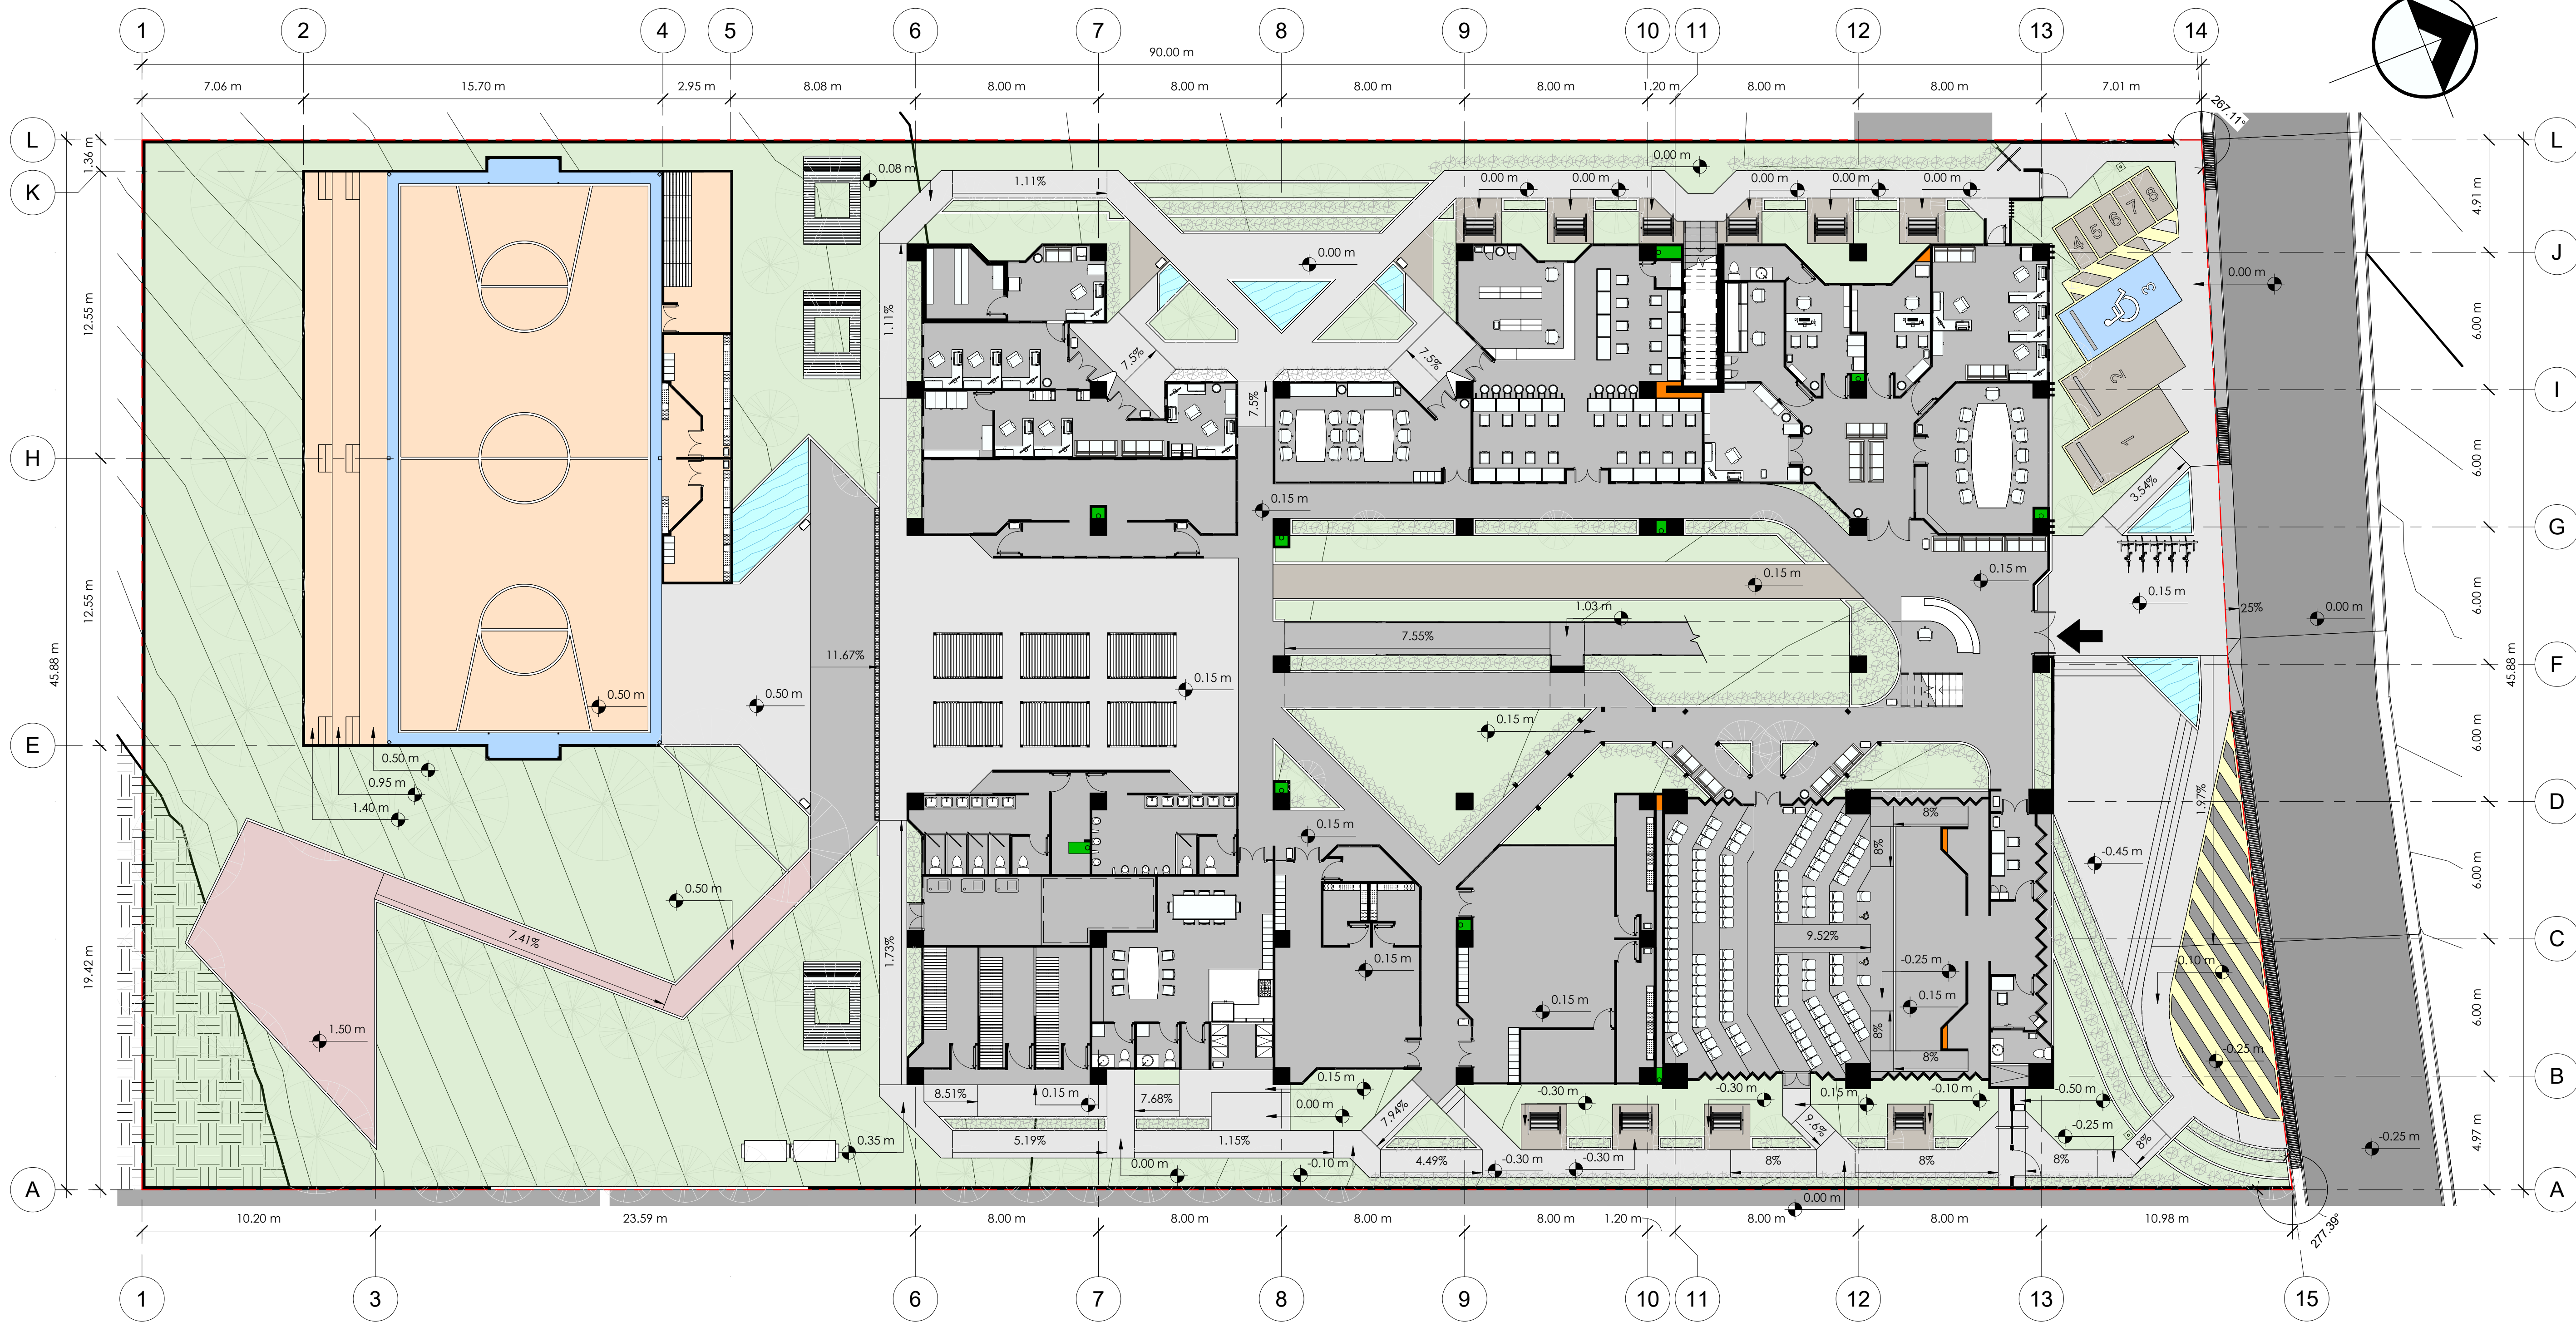 1 2 4 5 6 7 8 9 10 11 12 13 14
90.00 m
7.06 m 15.70 m 2.95 m 8.08 m 8.00 m 8.00 m 8.00 m 8.00 m 1.20 m 8.00 m 8.00 m 7.01 m
267.11°
L L
1.36 m
K
0.08 m
0.00 m
1.11%
0.00 m 0.00 m 0.00 m 0.00 m 0.00 m 0.00 m
4.91 m
4 5 6 7 8
J
0.00 m
0.00 m
3
1.11%
12.55 m
6.00 m
7.5%
7.5%
2
7.5%
I
1
H
6.00 m
3.54%
0.15 m
G
0.15 m
0.15 m
0.15 m
12.55 m
6.00 m
1.03 m
25%
0.00 m
7.55%
45.88 m
11.67%
F
45.88 m
0.50 m
0.50 m
0.15 m
0.15 m
6.00 m
E
0.50 m
0.95 m
1.40 m
1.97%
D
8%
0.15 m
8%
-0.45 m
6.00 m
0.50 m
7.41%
9.52%
C
1.73%
0.15 m
-0.25 m
-0.10 m
19.42 m
0.15 m
0.15 m
6.00 m
1.50 m
8%
8%
-0.25 m
B
8.51%
0.15 m
7.68%
0.15 m
0.00 m
7.94%
-0.30 m
-0.30 m
0.15 m
-0.10 m
-0.50 m
9.6%
-0.25 m
-0.25 m
4.97 m
0.35 m
5.19%
1.15%
8%
0.00 m
-0.10 m
4.49%
-0.30 m
-0.30 m
8%
8%
8%
A A
0.00 m
10.20 m 23.59 m 8.00 m 8.00 m 8.00 m 8.00 m 1.20 m 8.00 m 8.00 m 10.98 m
277.39°
1 3 6 7 8 9 10 11 12 13 15